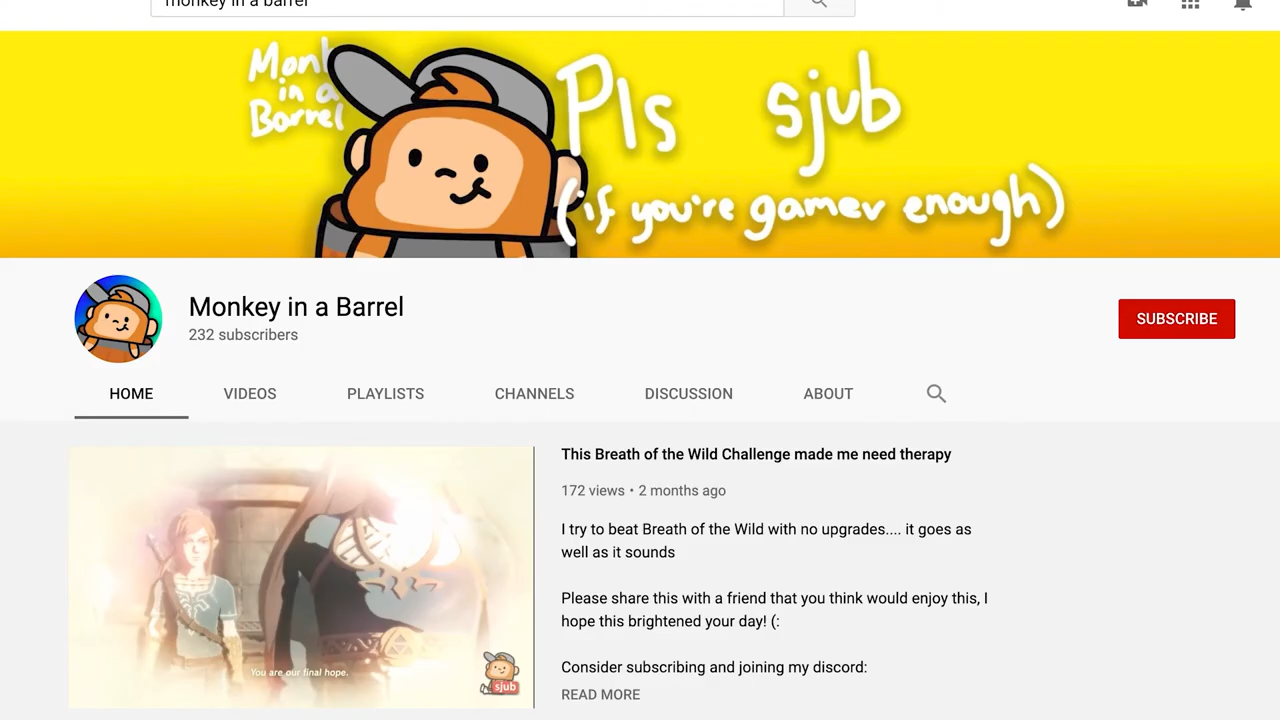 monkey in a barrel
Monk
in a
Barrel
Pls sjub
(if you're gamer enough)
Monkey in a Barrel
232 subscribers
SUBSCRIBE
HOME VIDEOS PLAYLISTS CHANNELS DISCUSSION ABOUT
This Breath of the Wild Challenge made me need therapy
172 views • 2 months ago
I try to beat Breath of the Wild with no upgrades.... it goes as
well as it sounds
Please share this with a friend that you think would enjoy this, I
hope this brightened your day! (:
Consider subscribing and joining my discord:
READ MORE
You are our final hope.
sjub